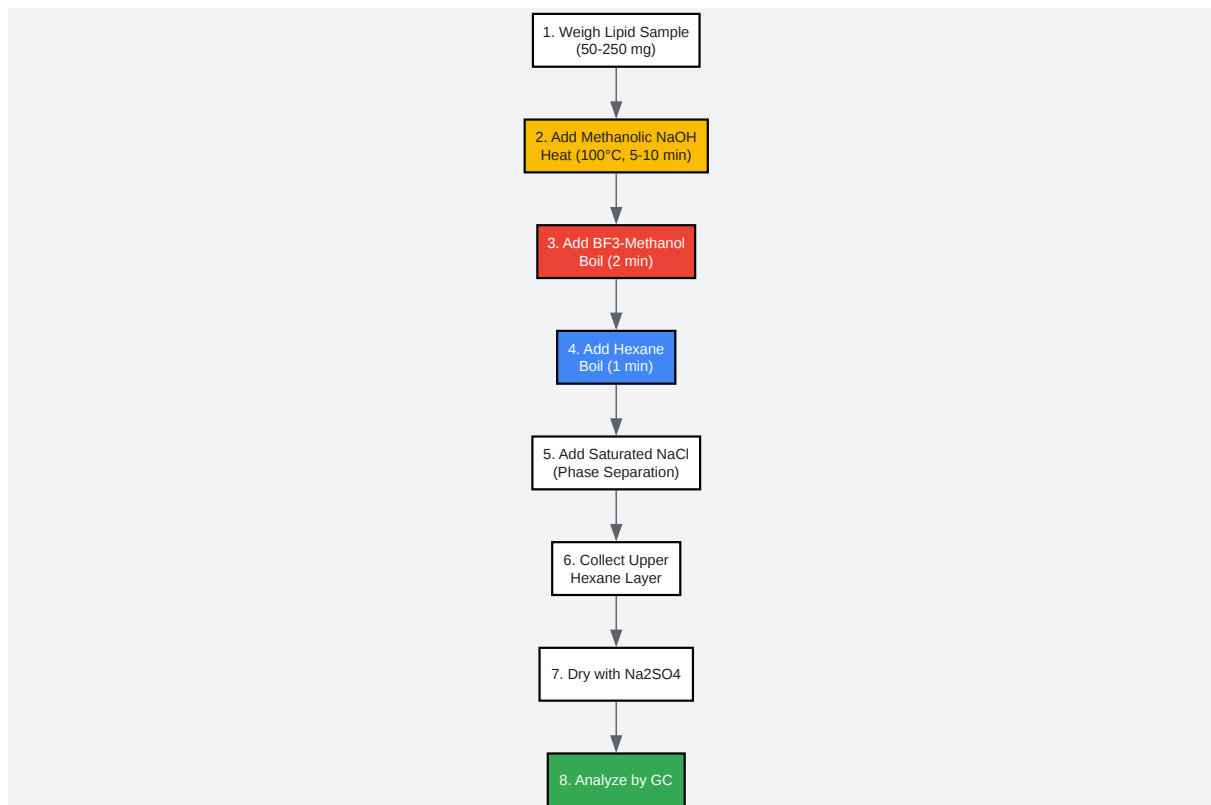 1. Weigh Lipid Sample
(50-250 mg)
2. Add Methanolic NaOH
Heat (100°C, 5-10 min)
3. Add BF3-Methanol
Boil (2 min)
4. Add Hexane
Boil (1 min)
5. Add Saturated NaCl
(Phase Separation)
6. Collect Upper
Hexane Layer
7. Dry with Na2SO4
8. Analyze by GC